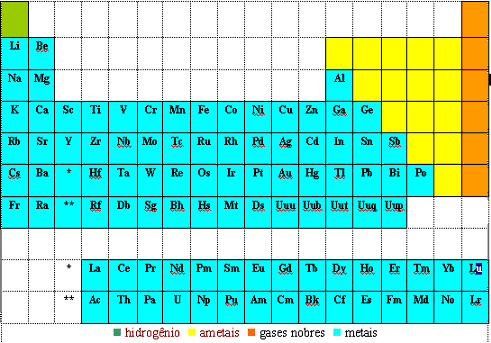 Li Be
Na Mg Al
K Ca Sc Ti V Cr Mn Fe Co Ni Cu Zn Ga Ge
Rb Sr Y Zr Nb Mo Tc Ru Rh Pd Ag Cd In Sn Sb
Cs Ba * Hf Ta W Re Os Ir Pt Au Hg Tl Pb Bi Po
Fr Ra ** Rf Db Sg Bh Hs Mt Ds Uuu Uub Uut Uuq Uup
* La Ce Pr Nd Pm Sm Eu Gd Tb Dy Ho Er Tm Yb Lu
** Ac Th Pa U Np Pu Am Cm Bk Cf Es Fm Md No Lr
hidrogênio ametais gases nobres metais